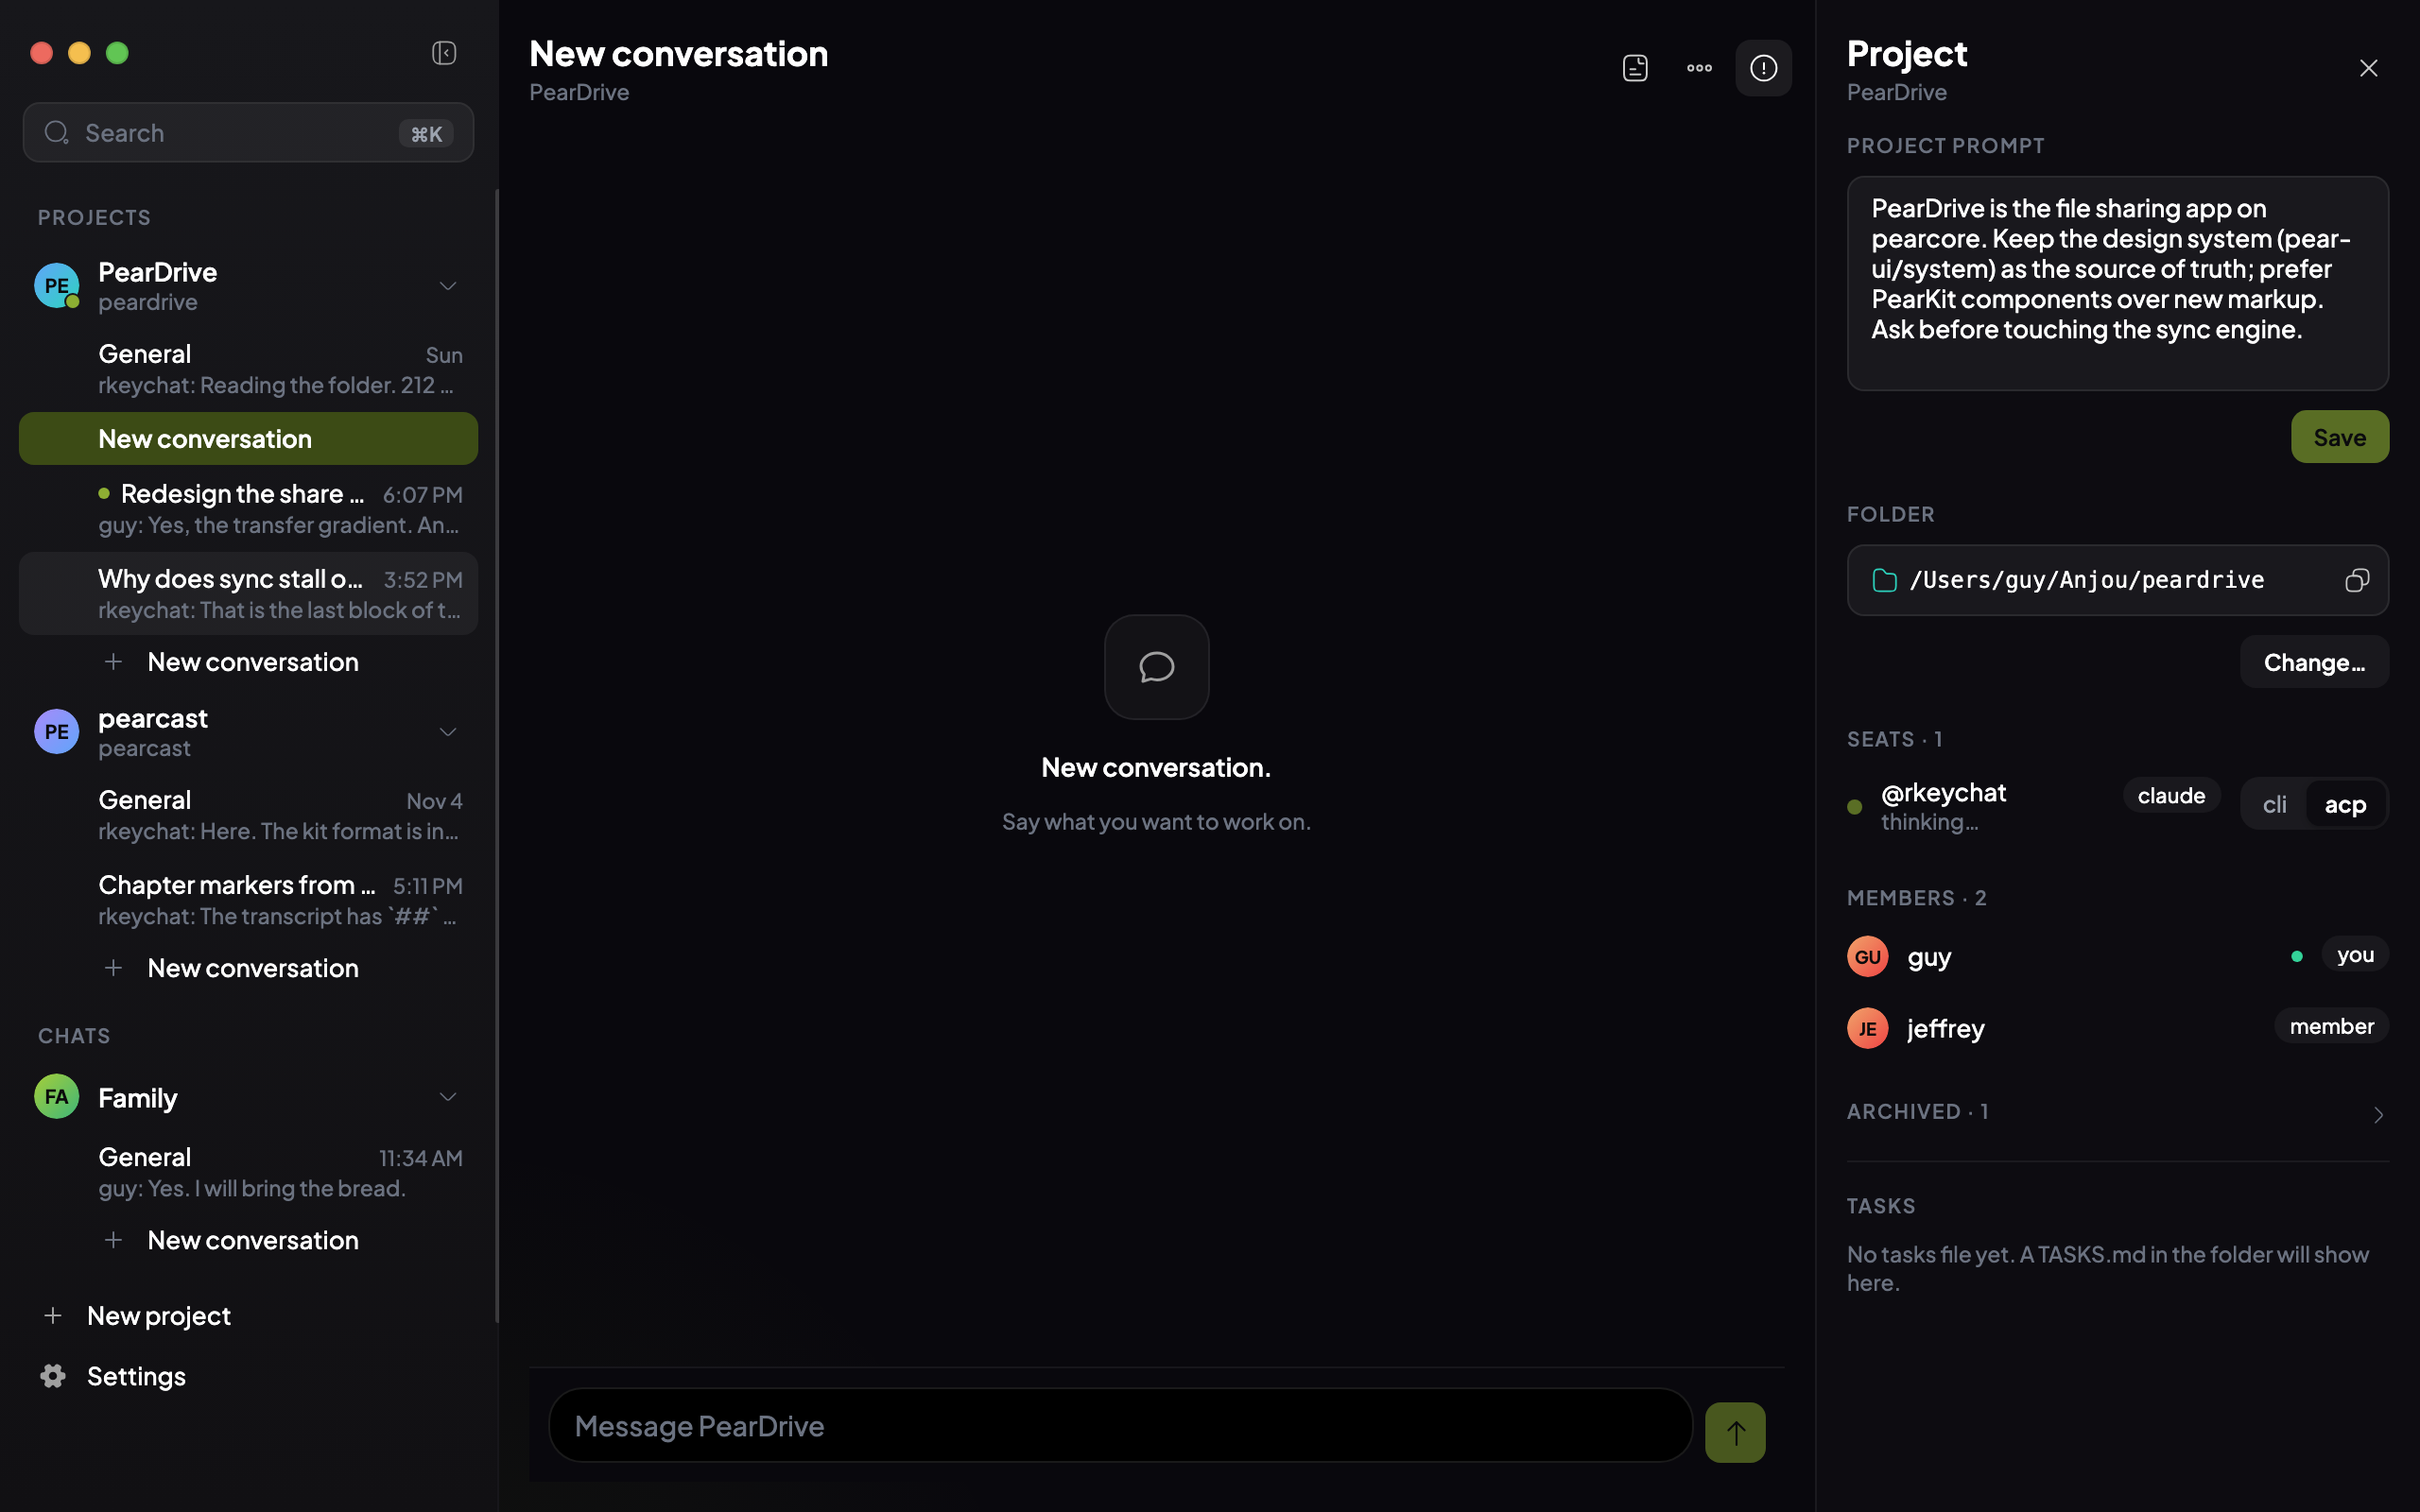 Search
⌘K
PROJECTS
PE
PearDrive
peardrive
General
Sun
rkeychat: Reading the folder. 212 ...
New conversation
Redesign the share ...
6:07 PM
guy: Yes, the transfer gradient. An...
Why does sync stall o...
3:52 PM
rkeychat: That is the last block of t...
New conversation
PE
pearcast
pearcast
General
Nov 4
rkeychat: Here. The kit format is in...
Chapter markers from ...
5:11 PM
rkeychat: The transcript has `##` ...
New conversation
CHATS
FA
Family
General
11:34 AM
guy: Yes. I will bring the bread.
New conversation
New project
Settings
New conversation
PearDrive
New conversation.
Say what you want to work on.
Message PearDrive
Project
PearDrive
PROJECT PROMPT
PearDrive is the file sharing app on
pearcore. Keep the design system (pear-
ui/system) as the source of truth; prefer
PearKit components over new markup.
Ask before touching the sync engine.
Save
FOLDER
/Users/guy/Anjou/peardrive
Change...
SEATS · 1
@rkeychat
thinking...
claude
cli
acp
MEMBERS · 2
GU
guy
you
JE
jeffrey
member
ARCHIVED · 1
TASKS
No tasks file yet. A TASKS.md in the folder will show
here.